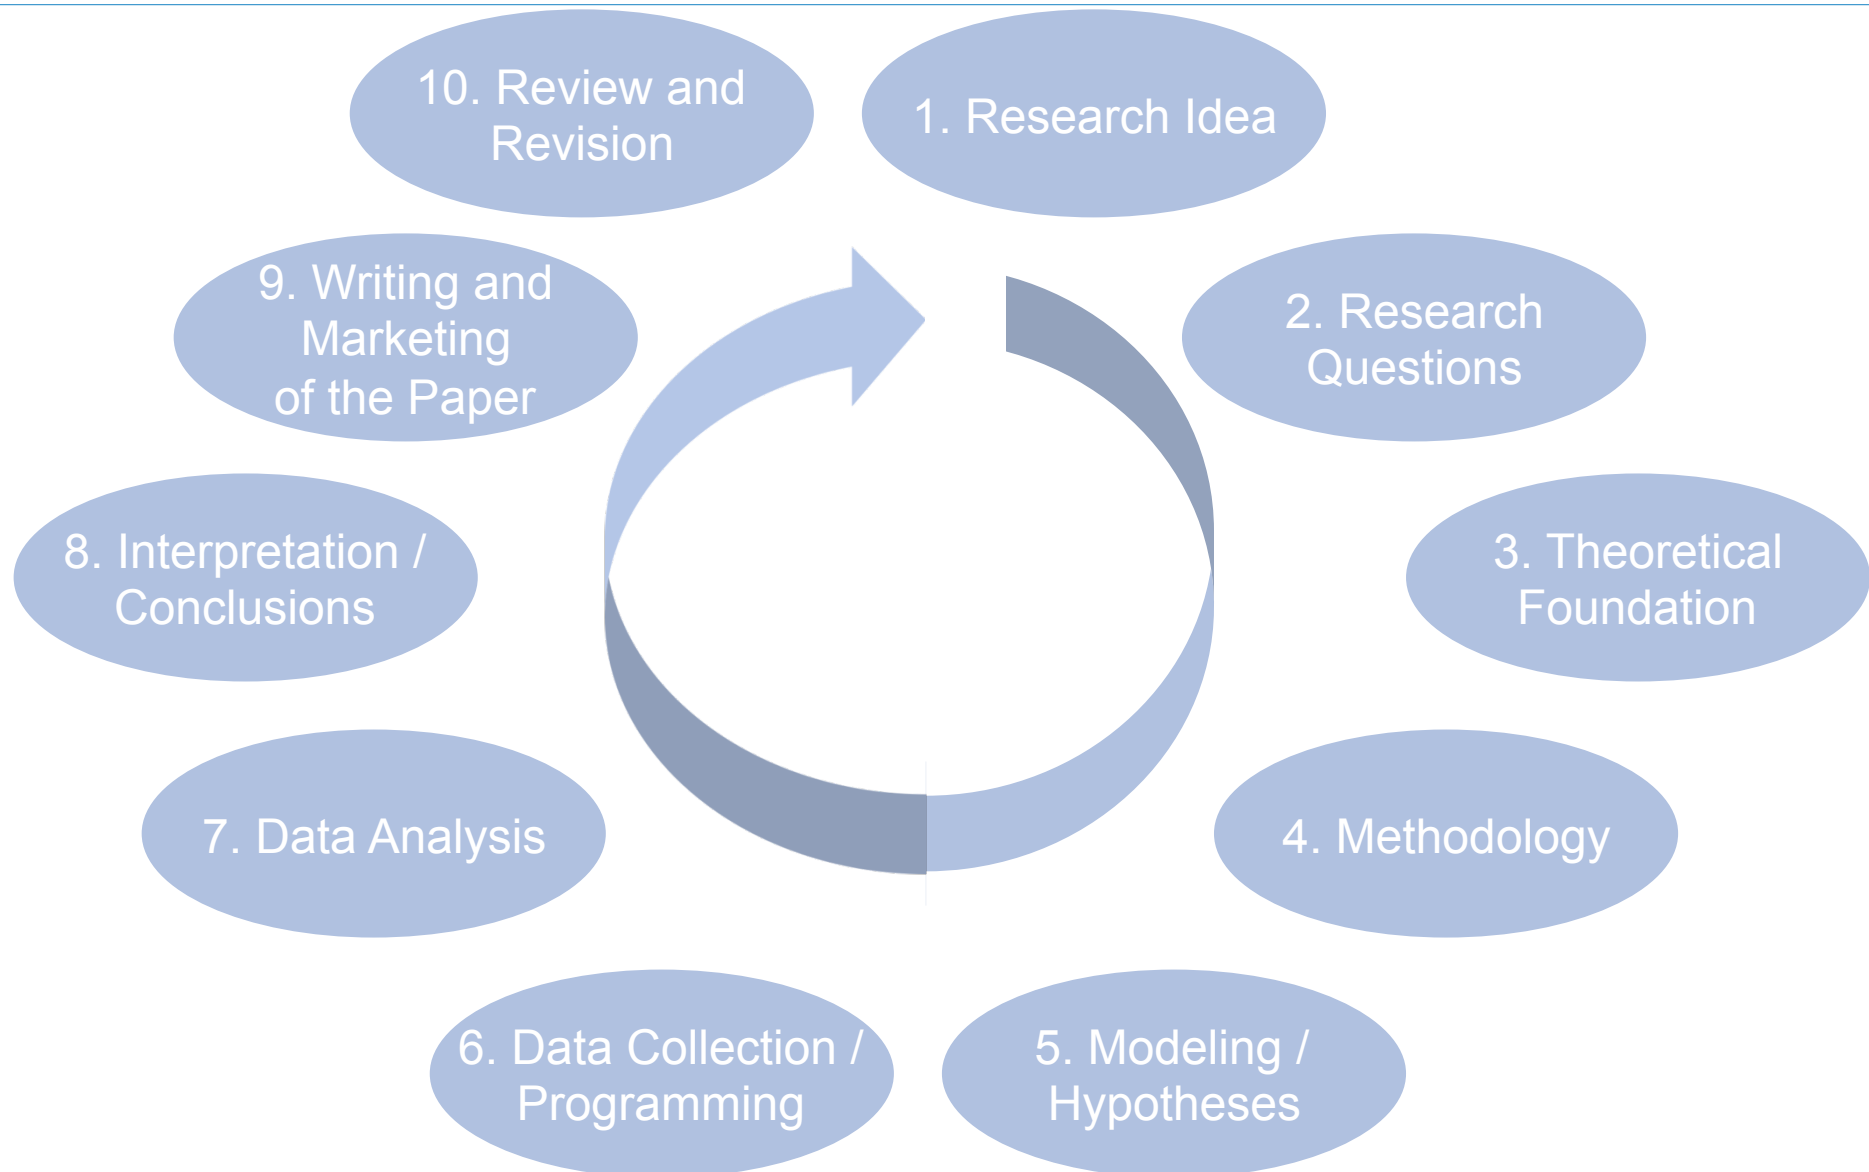 1. Research Idea
2. Research
Questions
3. Theoretical
Foundation
4. Methodology
5. Modeling /
Hypotheses
6. Data Collection /
Programming
7. Data Analysis
8. Interpretation /
Conclusions
9. Writing and
Marketing
of the Paper
10. Review and
Revision